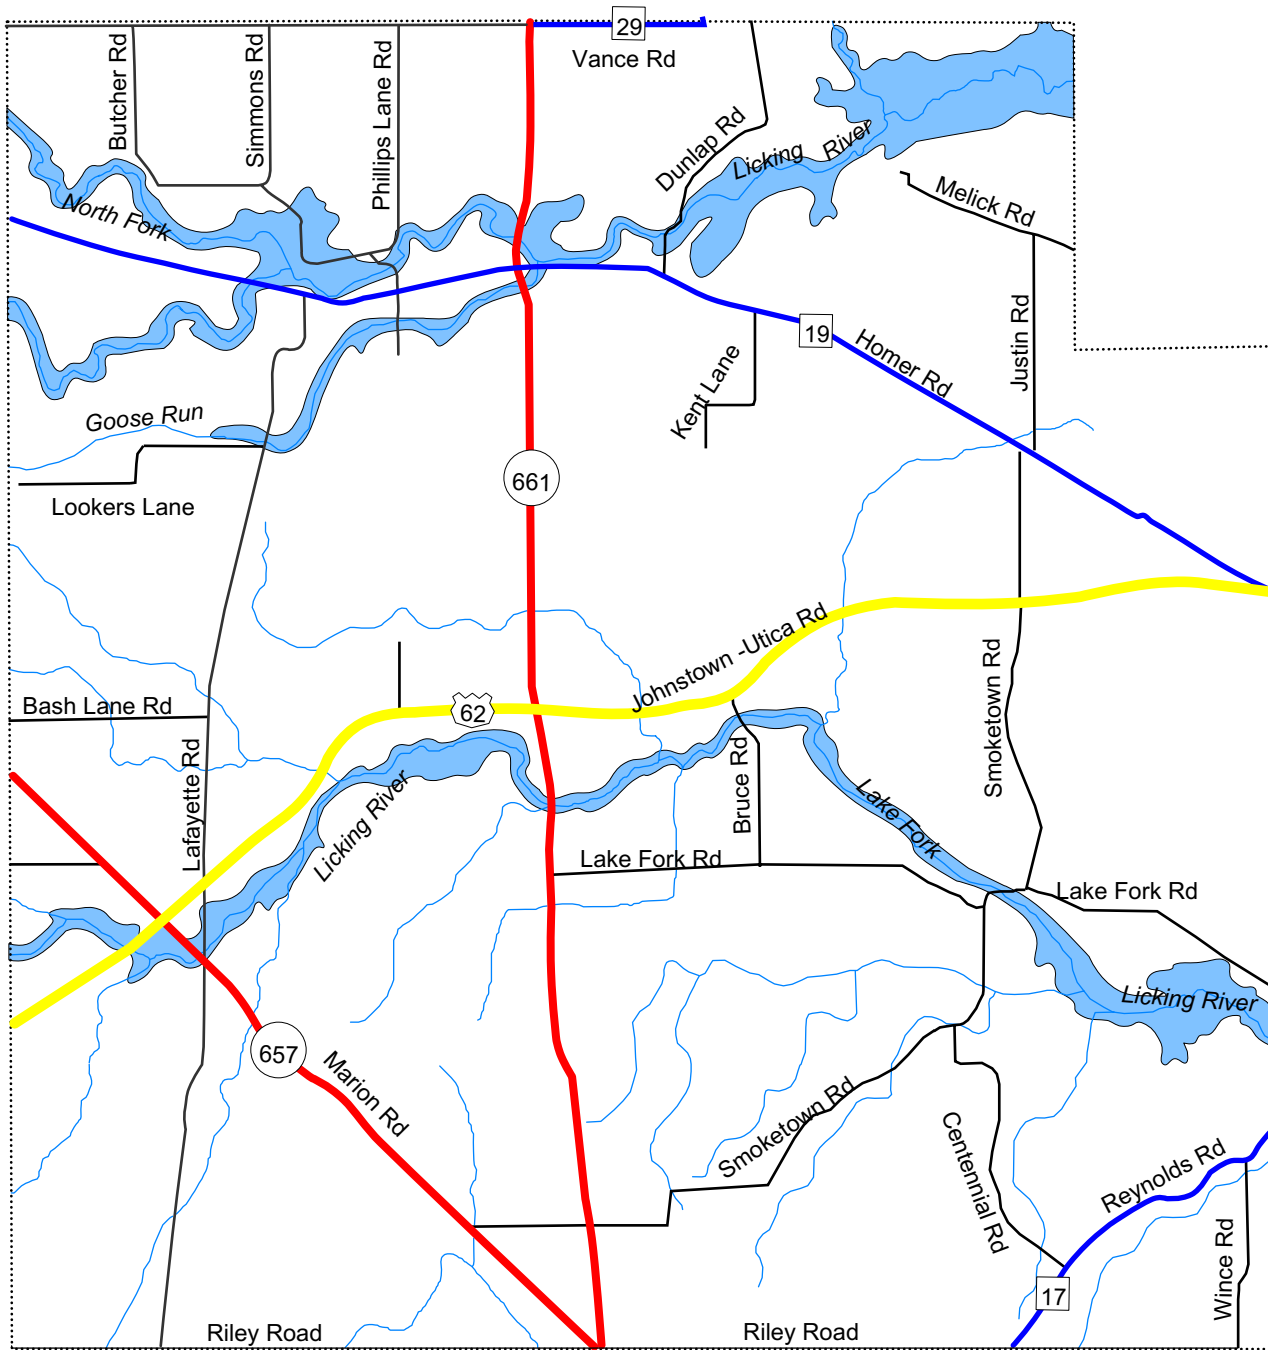 29
Vance Rd
Butcher Rd
Simmons Rd
Phillips Lane Rd
Dunlap Rd
Licking River
Melick Rd
North Fork
Justin Rd
19
Homer Rd
Kent Lane
Goose Run
661
Lookers Lane
Johnstown -Utica Rd
Smoketown Rd
Bash Lane Rd
62
Lafayette Rd
Bruce Rd
Licking River
Lake Fork
Lake Fork Rd
Lake Fork Rd
Licking River
657
Marion Rd
Smoketown Rd
Centennial Rd
Reynolds Rd
Wince Rd
17
Riley Road
Riley Road